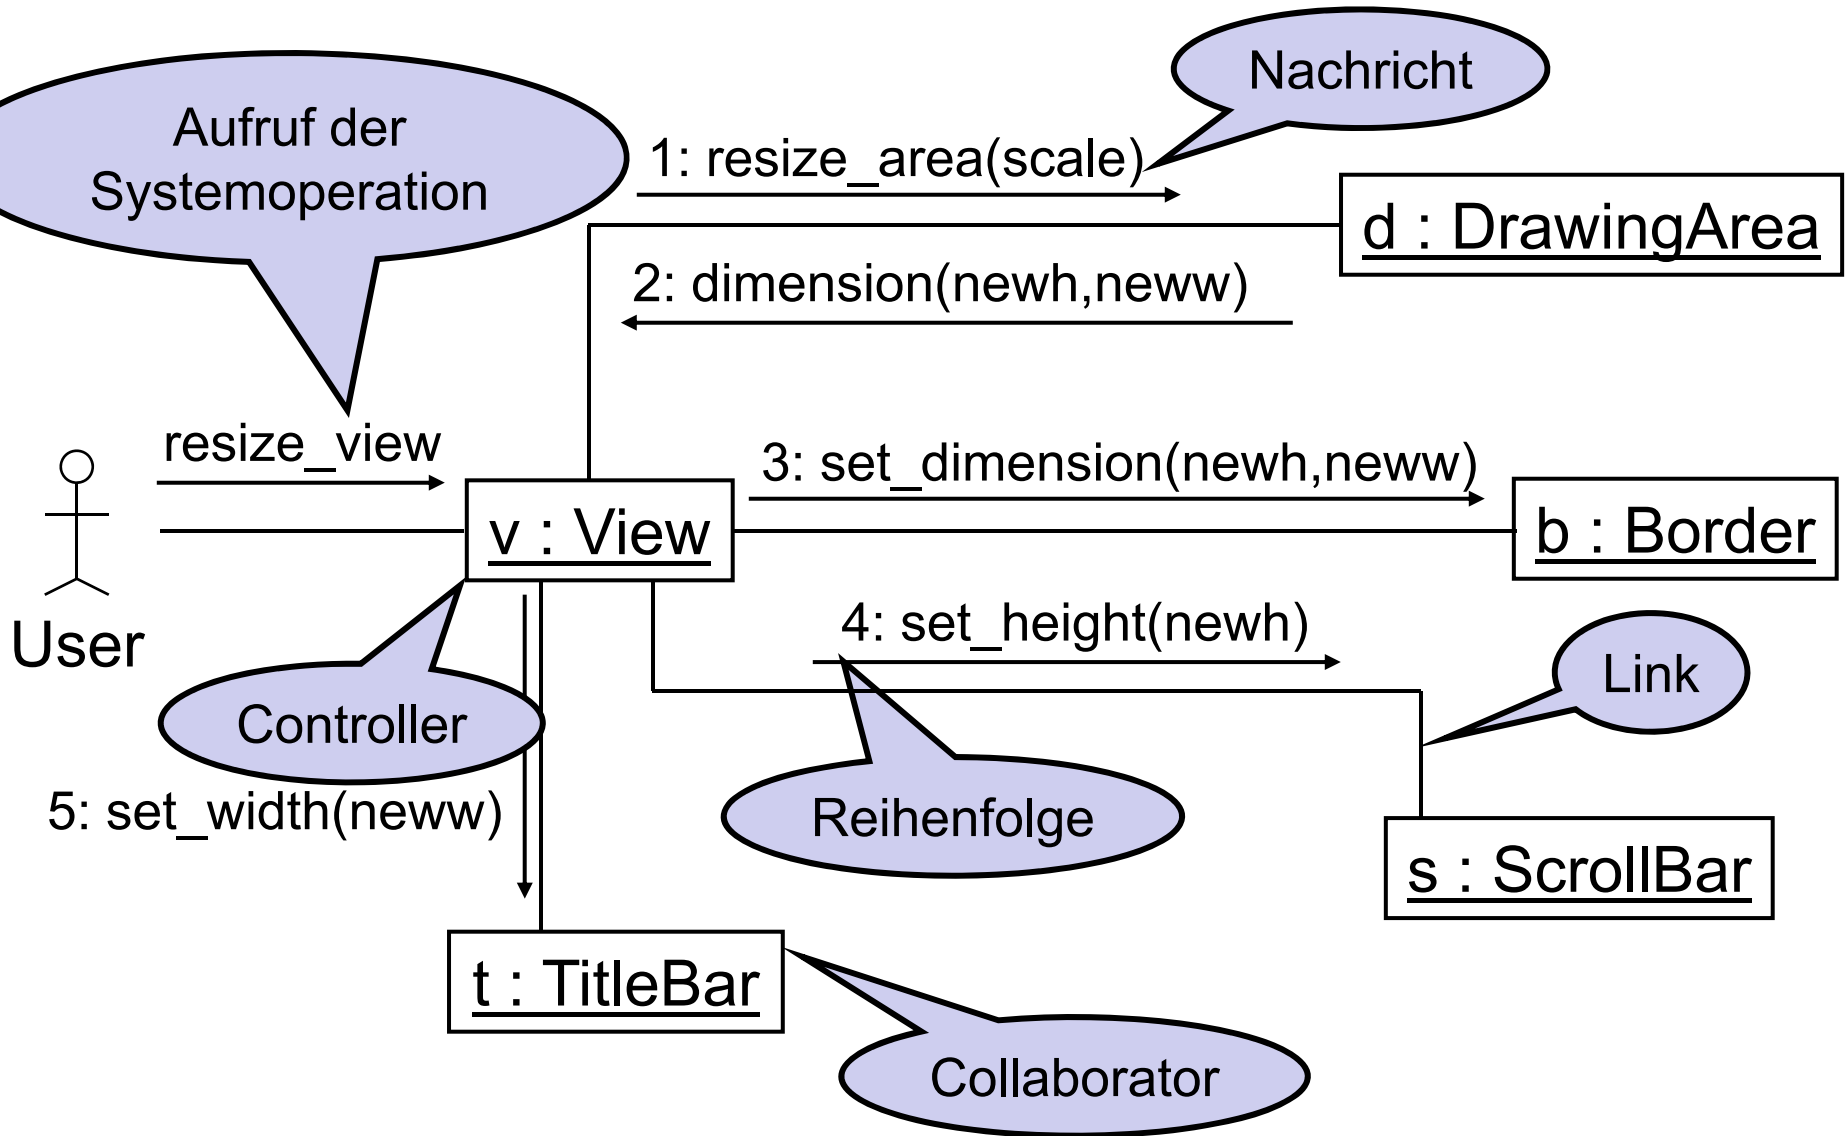 Nachricht
Aufruf der
Systemoperation
1: resize_area(scale)
d : DrawingArea
2: dimension(newh,neww)
resize_view
3: set_dimension(newh,neww)
v : View
b : Border
User
4: set_height(newh)
Link
Controller
5: set_width(neww)
Reihenfolge
s : ScrollBar
t : TitleBar
Collaborator